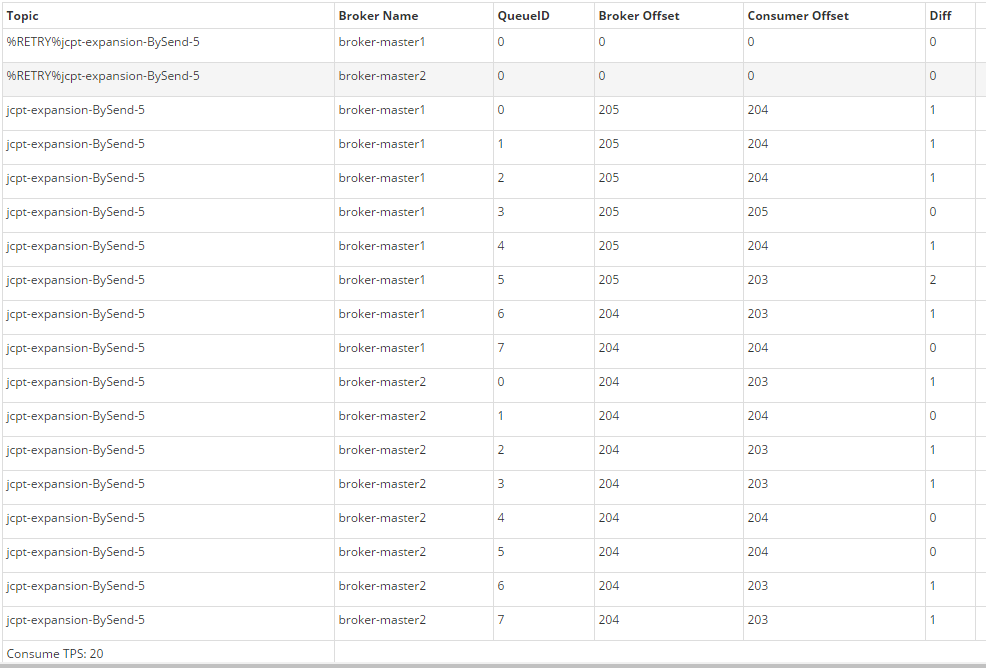 Topic Broker Name QueueID Broker Offset Consumer Offset Diff
%RETRY%jcpt-expansion-BySend-5 broker-master1 0 0 0 0
%RETRY%jcpt-expansion-BySend-5 broker-master2 0 0 0 0
jcpt-expansion-BySend-5 broker-master1 0 205 204 1
jcpt-expansion-BySend-5 broker-master1 1 205 204 1
jcpt-expansion-BySend-5 broker-master1 2 205 204 1
jcpt-expansion-BySend-5 broker-master1 3 205 205 0
jcpt-expansion-BySend-5 broker-master1 4 205 204 1
jcpt-expansion-BySend-5 broker-master1 5 205 203 2
jcpt-expansion-BySend-5 broker-master1 6 204 203 1
jcpt-expansion-BySend-5 broker-master1 7 204 204 0
jcpt-expansion-BySend-5 broker-master2 0 204 203 1
jcpt-expansion-BySend-5 broker-master2 1 204 204 0
jcpt-expansion-BySend-5 broker-master2 2 204 203 1
jcpt-expansion-BySend-5 broker-master2 3 204 203 1
jcpt-expansion-BySend-5 broker-master2 4 204 204 0
jcpt-expansion-BySend-5 broker-master2 5 204 204 0
jcpt-expansion-BySend-5 broker-master2 6 204 203 1
jcpt-expansion-BySend-5 broker-master2 7 204 203 1
Consume TPS: 20